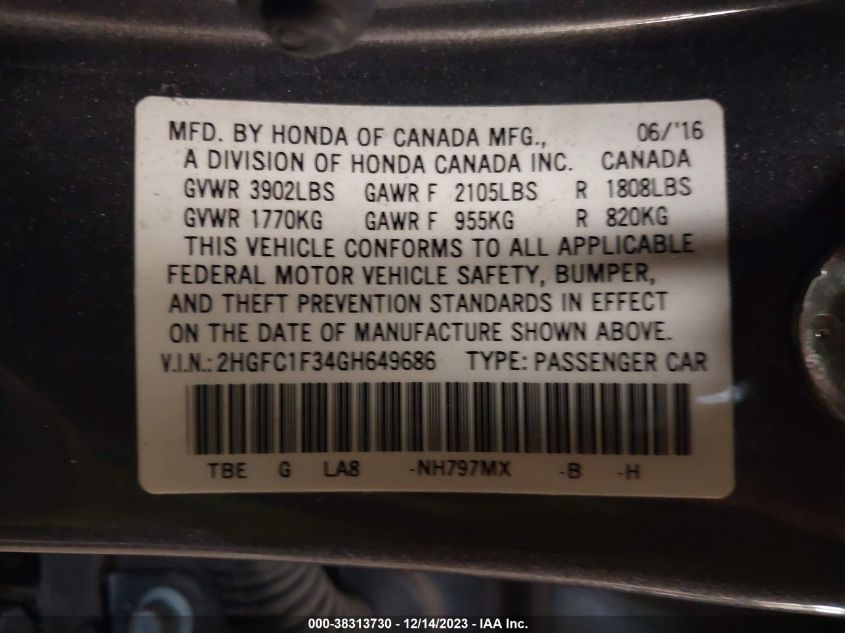 MFD. BY HONDA OF CANADA MFG., 06/'16
A DIVISION OF HONDA CANADA INC. CANADA
GVWR 3902LBS GAWR F 2105LBS R 1808LBS
GVWR 1770KG GAWR F 955KG R 820KG
THIS VEHICLE CONFORMS TO ALL APPLICABLE
FEDERAL MOTOR VEHICLE SAFETY, BUMPER,
AND THEFT PREVENTION STANDARDS IN EFFECT
ON THE DATE OF MANUFACTURE SHOWN ABOVE.
V.I.N.: 2HGFC1F34GH649686 TYPE: PASSENGER CAR
TBE G LA8 -NH797MX -B -H
000-38313730 - 12/14/2023 - IAA Inc.